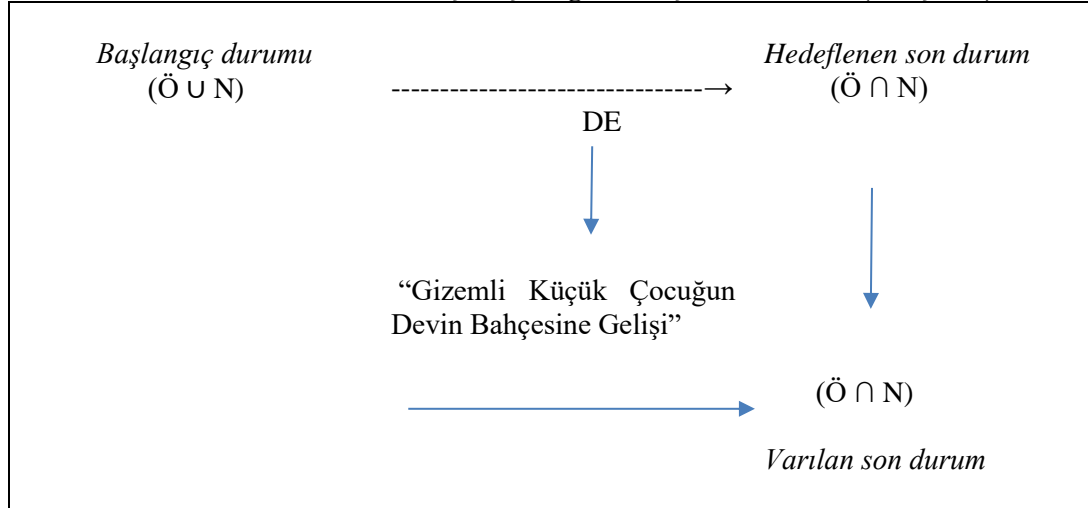 Başlangıç durumu
Hedeflenen son durum
(Ö ∪ N)
--------------------------------→
(Ö ∩ N)
DE
“Gizemli Küçük Çocuğun
Devin Bahçesine Gelişi”
(Ö ∩ N)
Varılan son durum